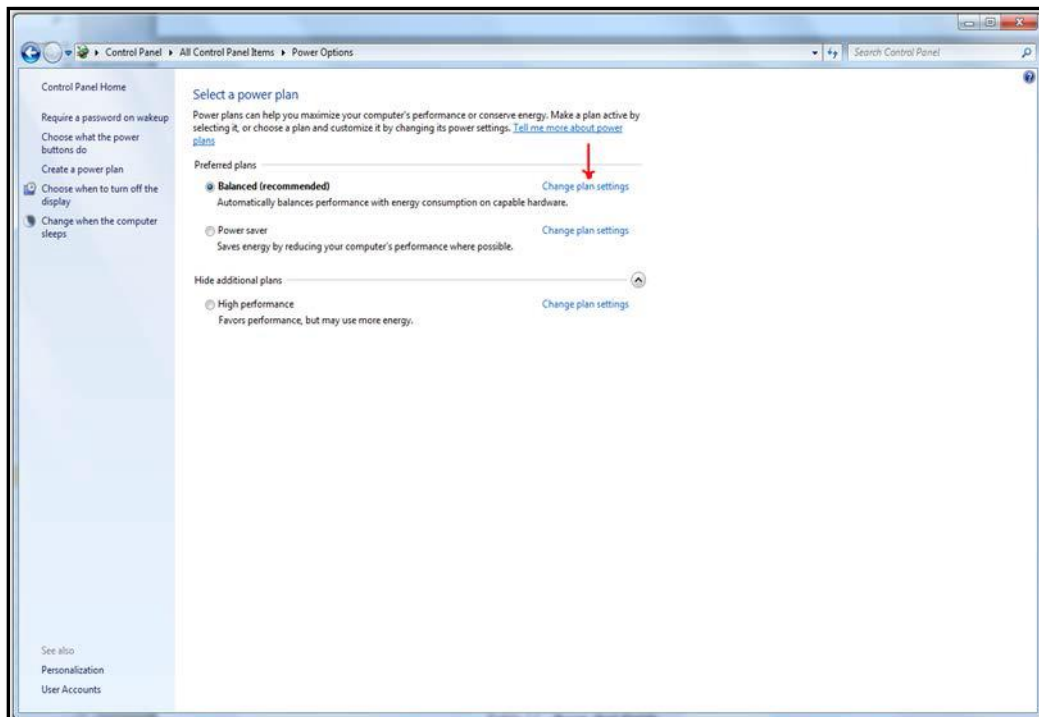 Control Panel ▸ All Control Panel Items ▸ Power Options
Search Control Panel
Control Panel Home
Require a password on wakeup
Choose what the power
buttons do
Create a power plan
Choose when to turn off the
display
Change when the computer
sleeps
See also
Personalization
User Accounts
Select a power plan
Power plans can help you maximize your computer's performance or conserve energy. Make a plan active by
selecting it, or choose a plan and customize it by changing its power settings. Tell me more about power
plans
Preferred plans
Balanced (recommended) Change plan settings
Automatically balances performance with energy consumption on capable hardware.
Power saver Change plan settings
Saves energy by reducing your computer's performance where possible.
Hide additional plans
High performance Change plan settings
Favors performance, but may use more energy.